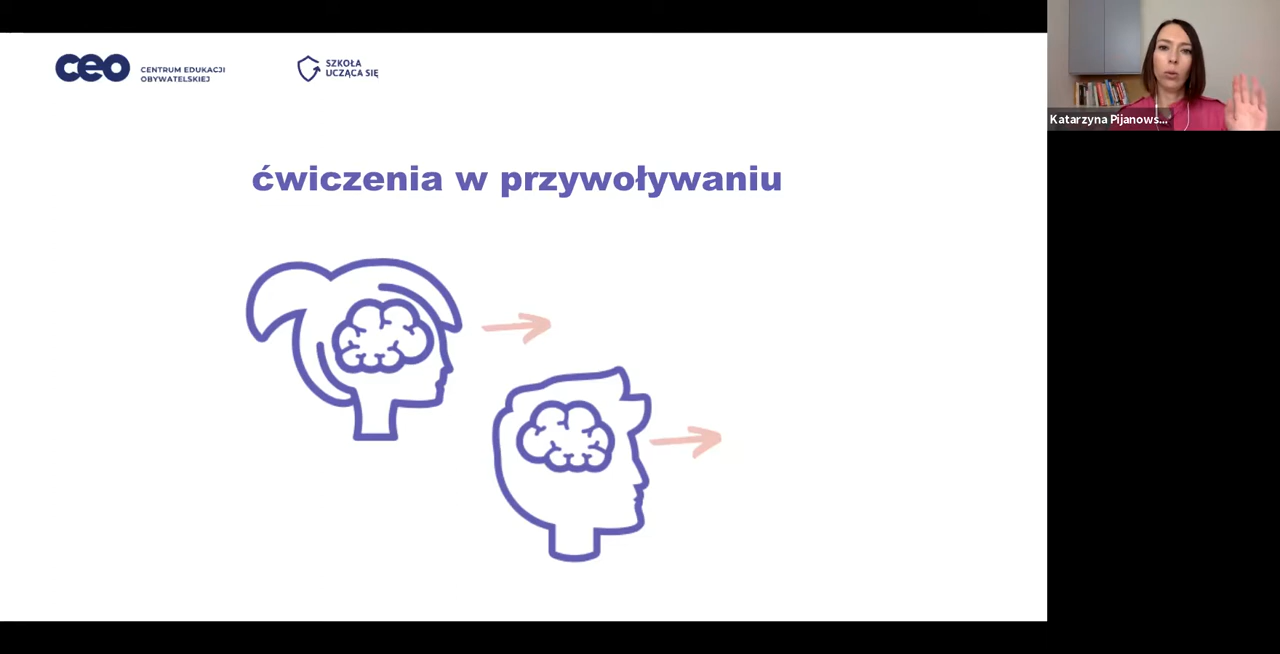 ceo
CENTRUM EDUKACJI
OBYWATELSKIEJ
SZKOŁA
UCZĄCA SIĘ
Katarzyna Pijanows...
ćwiczenia w przywoływaniu